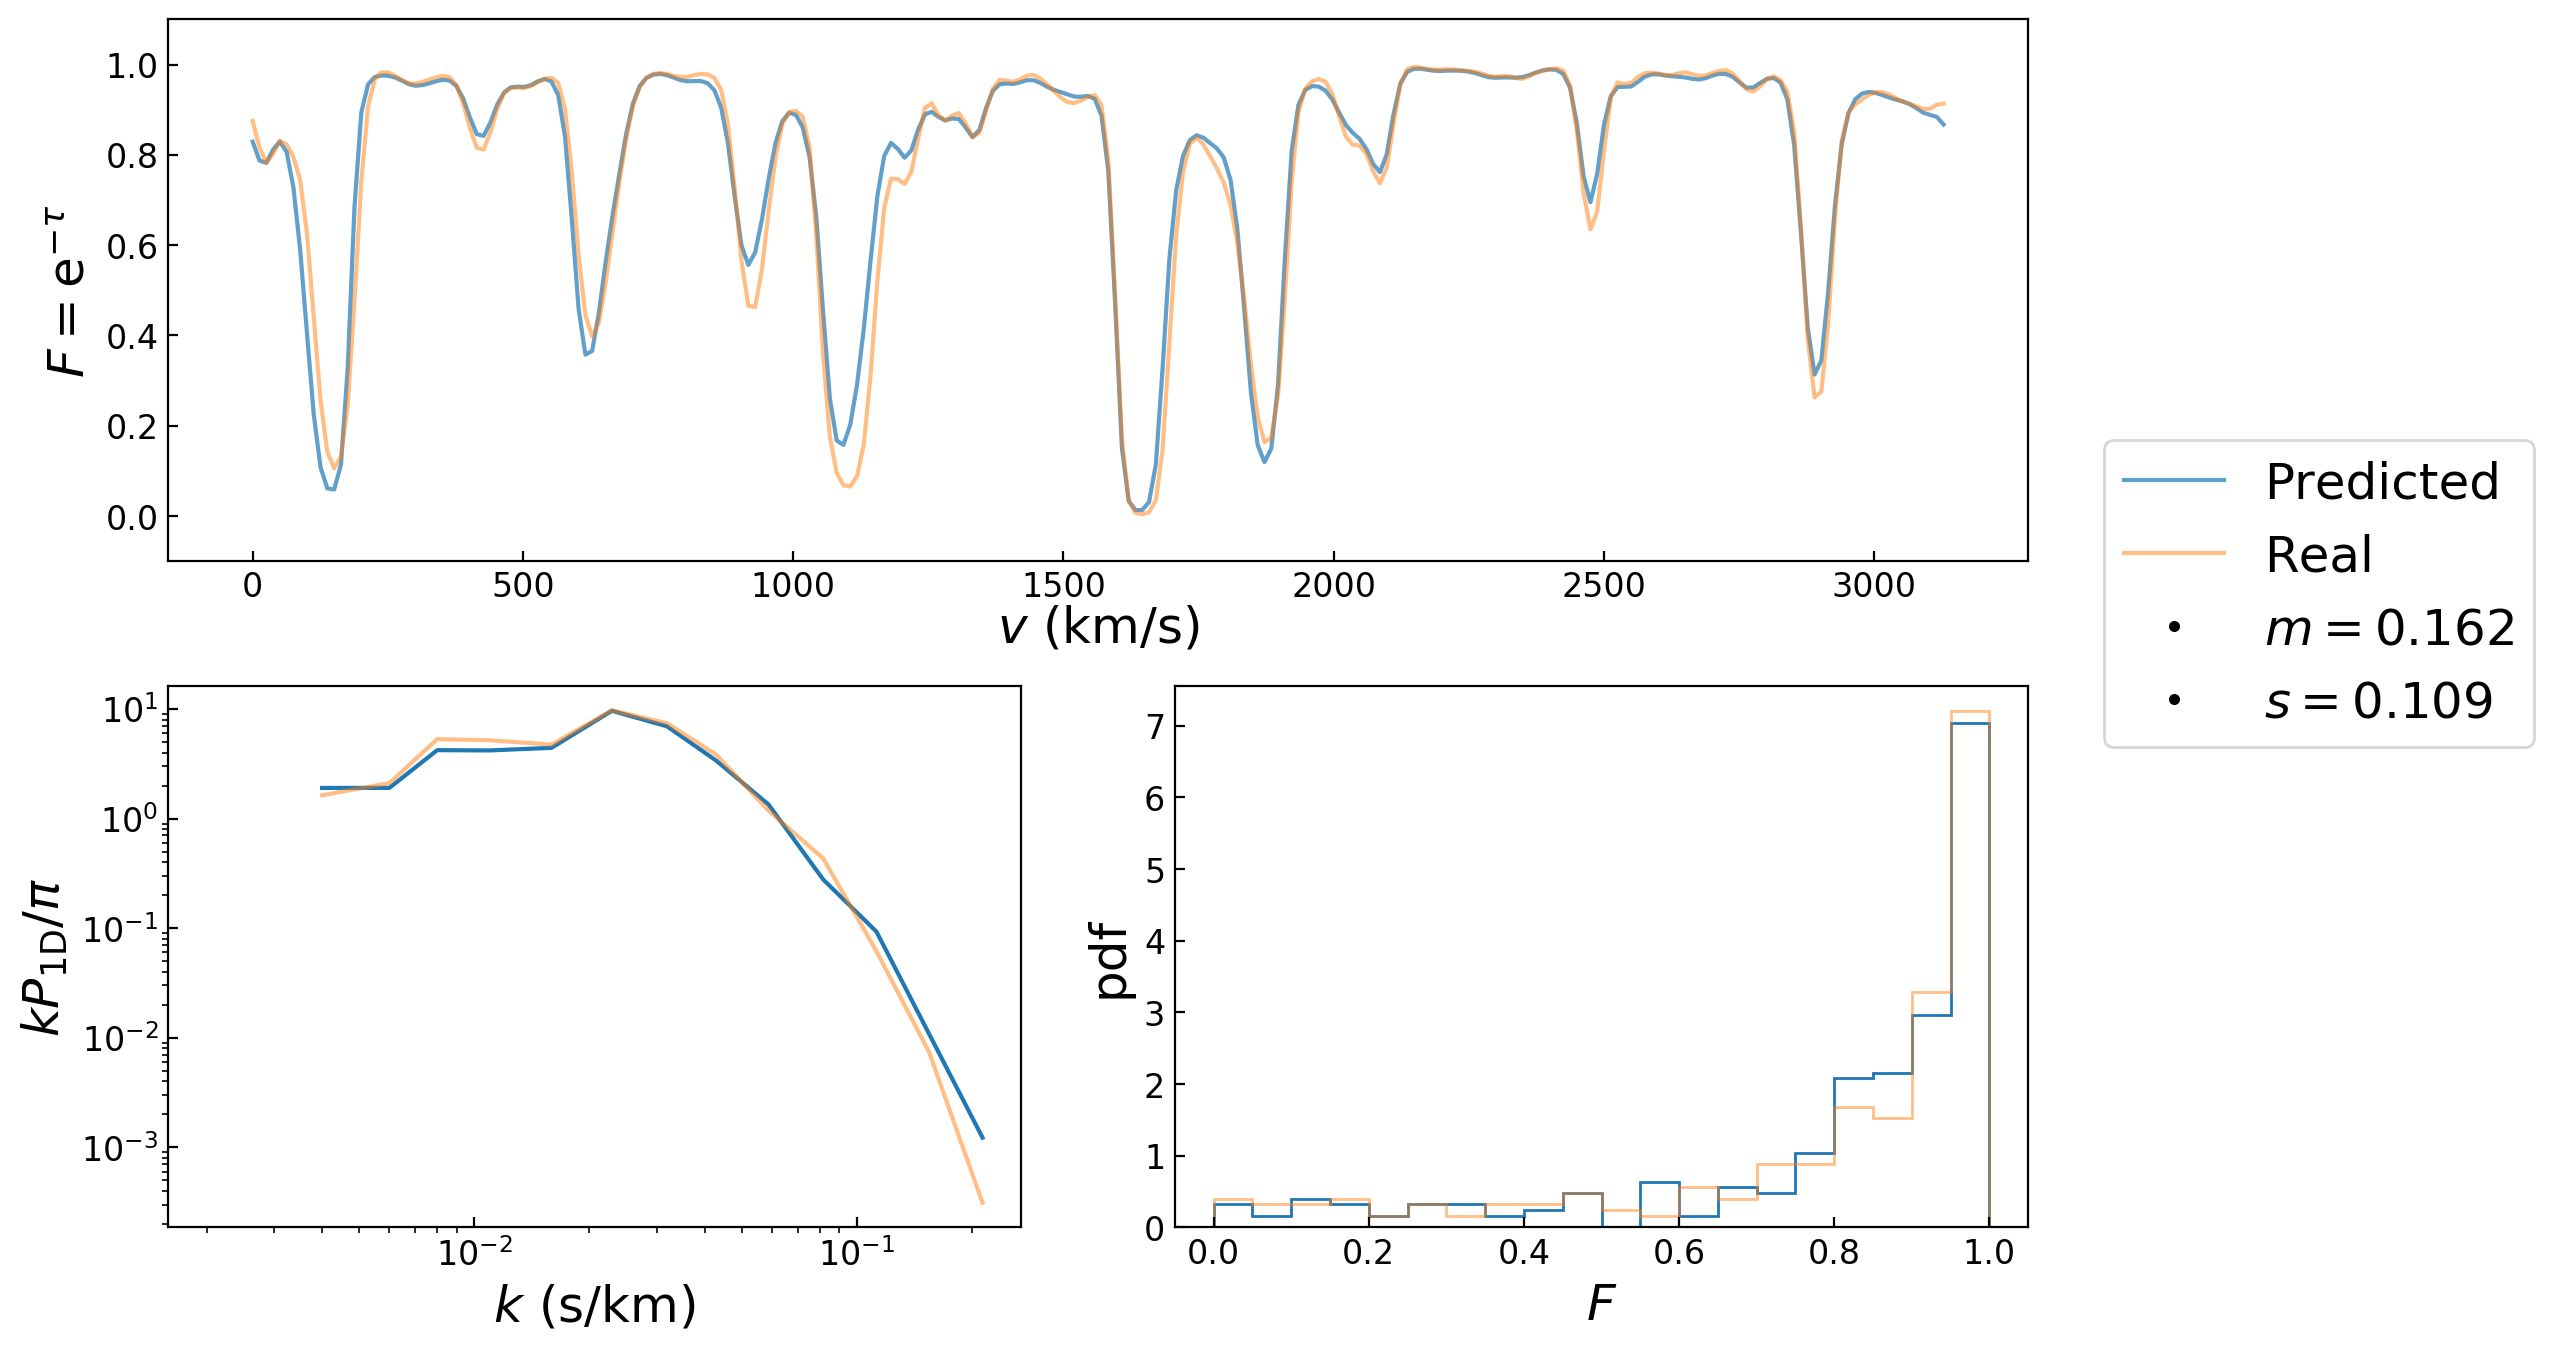 F = e^{-τ}
1.0
0.8
0.6
0.4
0.2
0.0
0 500 1000 1500 2000 2500 3000
v (km/s)
Predicted
Real
m = 0.162
s = 0.109
kP_{1D}/π
10^1
10^0
10^{-1}
10^{-2}
10^{-3}
10^{-2} 10^{-1}
k (s/km)
pdf
7
6
5
4
3
2
1
0
0.0 0.2 0.4 0.6 0.8 1.0
F